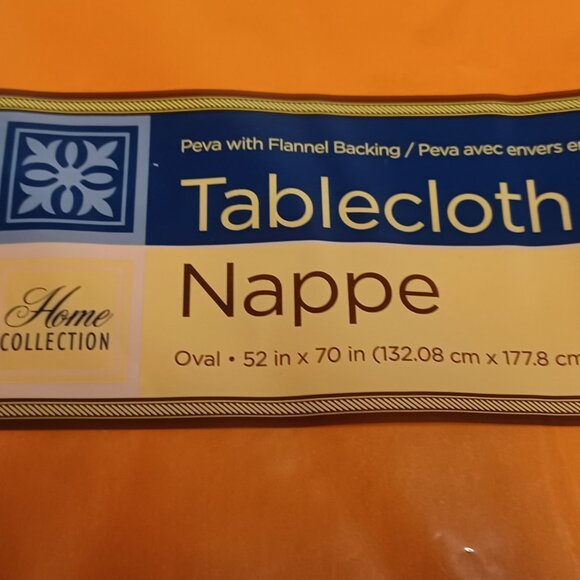 Peva with Flannel Backing / Peva avec envers
Tablecloth
Nappe
Home
COLLECTION
Oval • 52 in x 70 in (132.08 cm x 177.8 cm